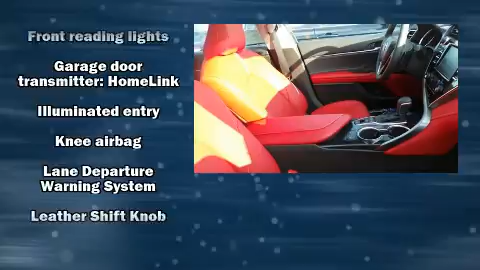 Front reading lights
Garage door
transmitter: HomeLink
Illuminated entry
Knee airbag
Lane Departure
Warning System
Leather Shift Knob